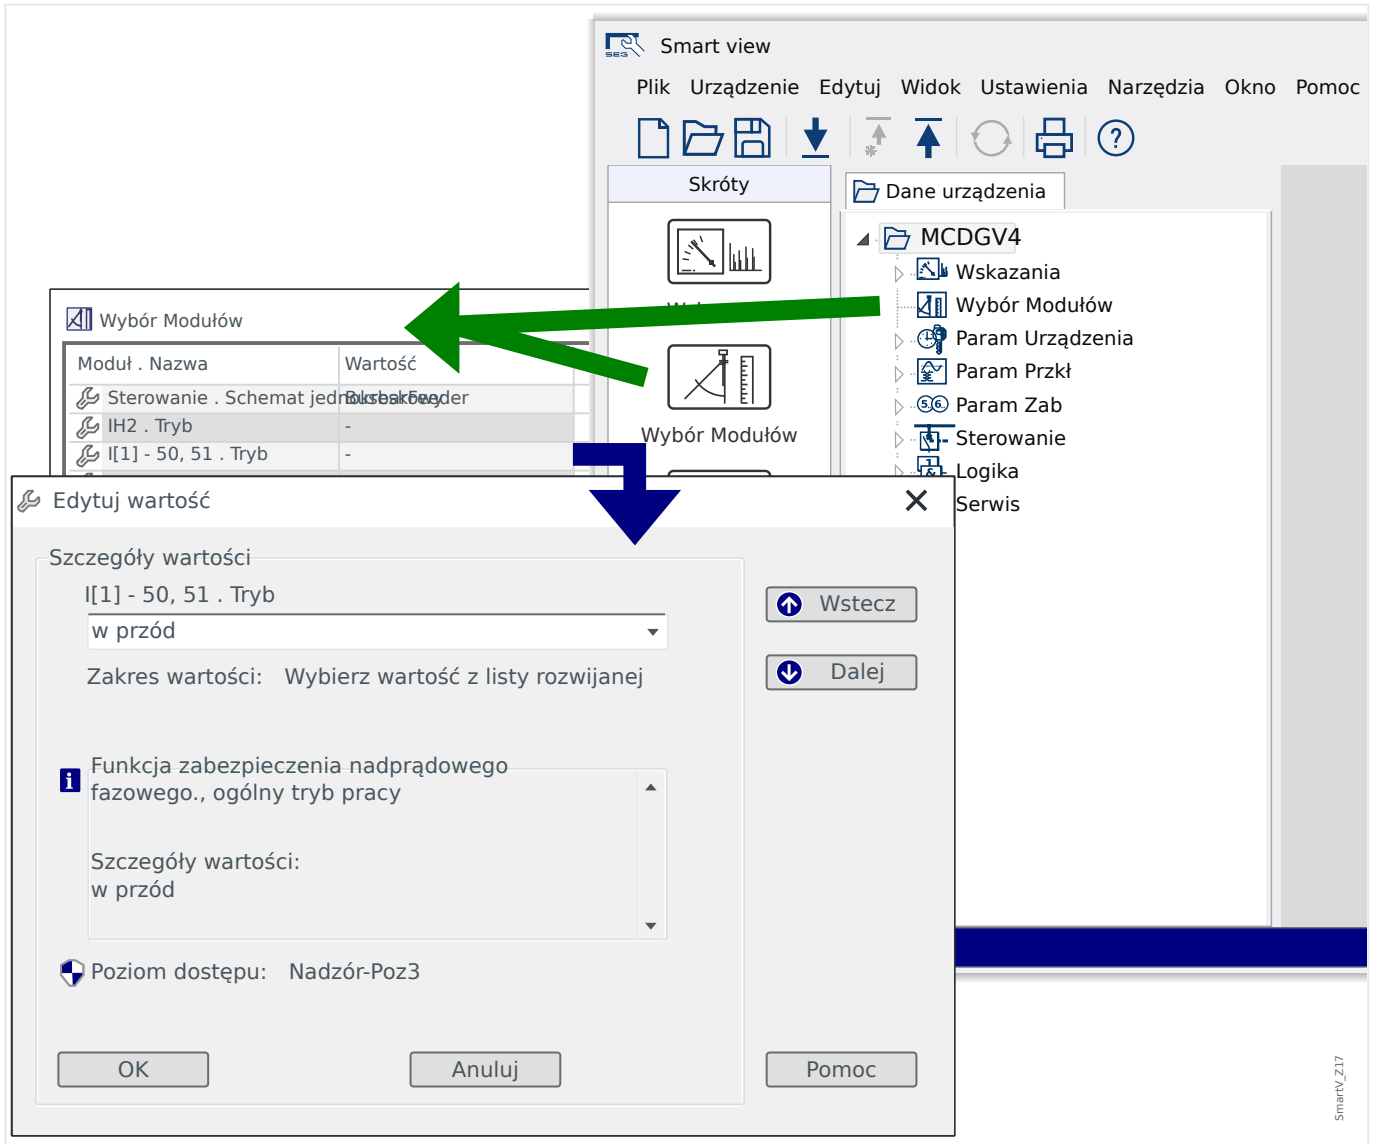 SEG
Smart view
Plik Urządzenie Edytuj Widok Ustawienia Narzędzia Okno Pomoc
Skróty
Wybór Modułów
Dane urządzenia
MCDGV4
Wskazania
Wybór Modułów
Param Urządzenia
Param Przkł
Param Zab
Sterowanie
Logika
Serwis
Wybór Modułów
Moduł . Nazwa Wartość
Sterowanie . Schemat
IH2 . Tryb -
I[1] - 50, 51 . Tryb -
Edytuj wartość
Szczegóły wartości
I[1] - 50, 51 . Tryb
w przód
Zakres wartości: Wybierz wartość z listy rozwijanej
Funkcja zabezpieczenia nadprądowego
fazowego., ogólny tryb pracy
Szczegóły wartości:
w przód
Poziom dostępu: Nadzór-Poz3
Wstecz
Dalej
OK Anuluj Pomoc
SmartV_Z17